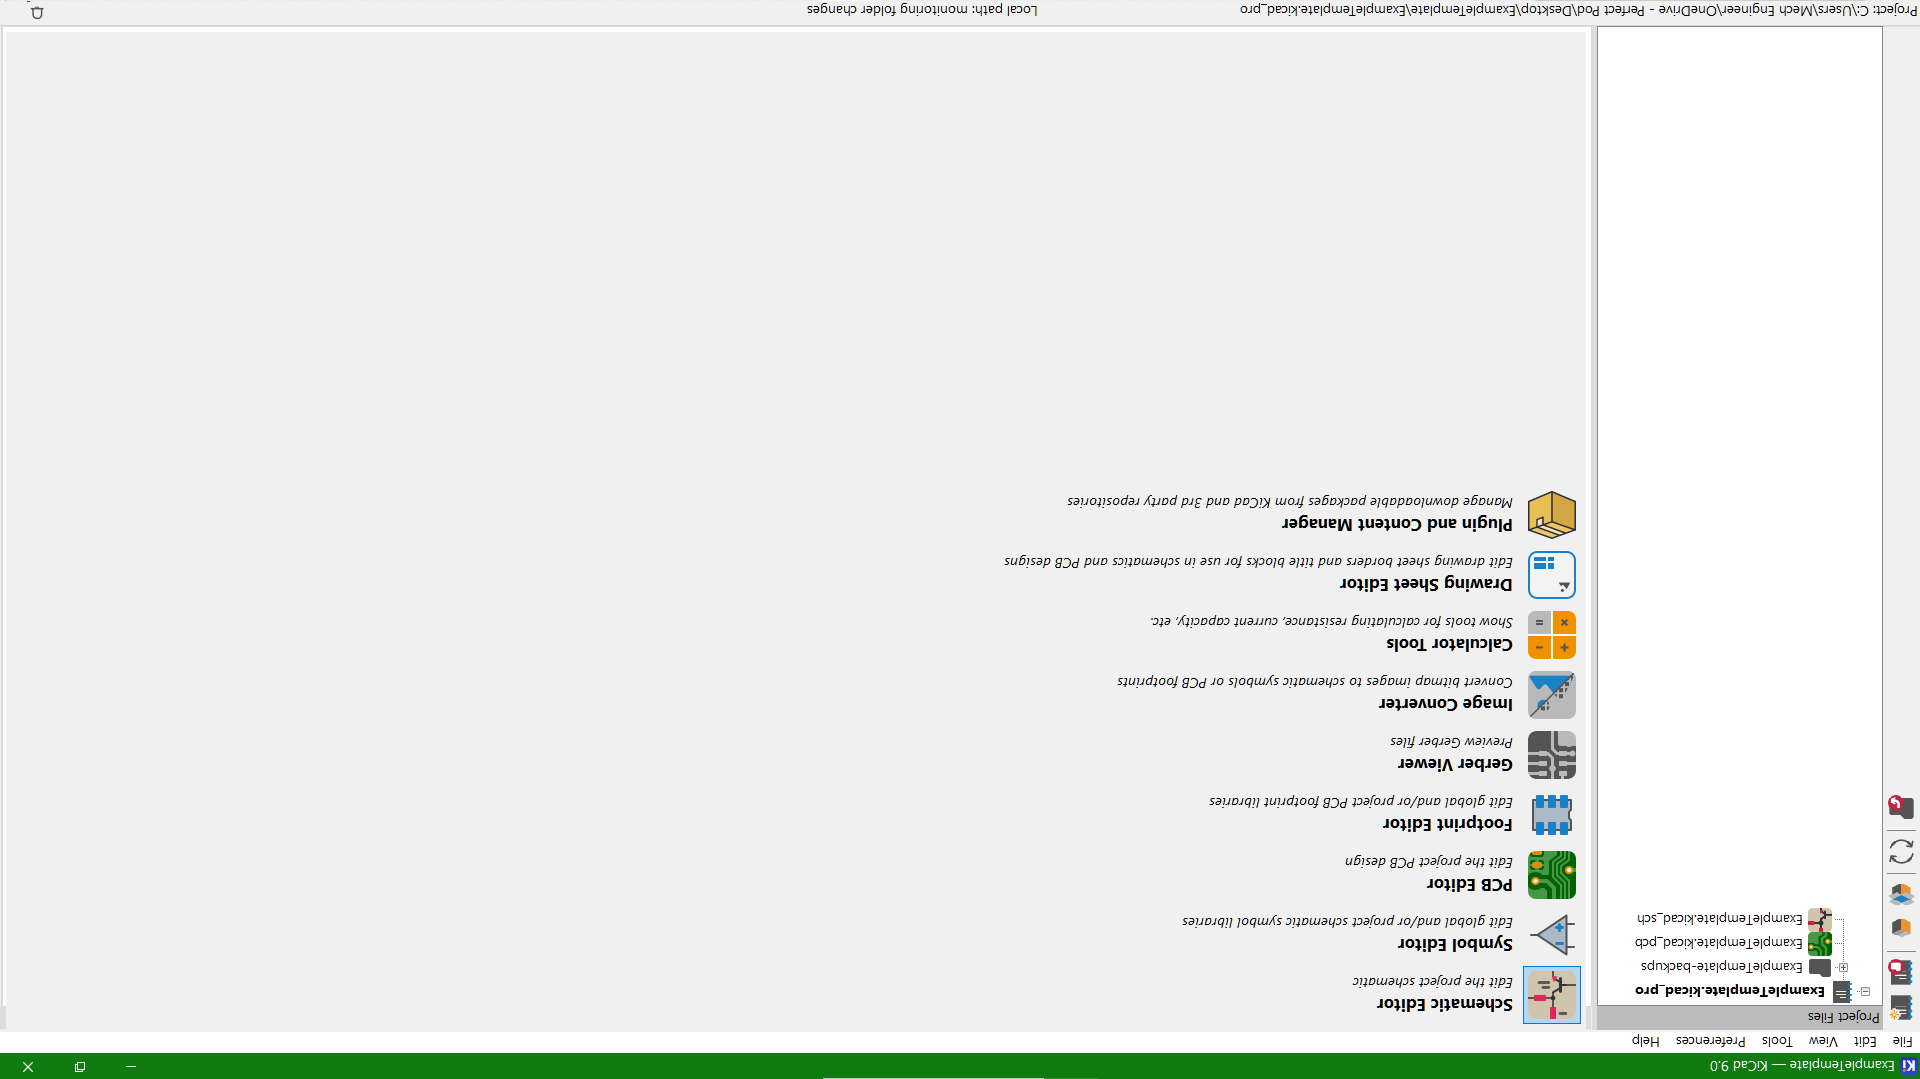 ExampleTemplate — KiCad 9.0
File Edit View Tools Preferences Help
Project Files
ExampleTemplate.kicad_pro
ExampleTemplate-backups
ExampleTemplate.kicad_pcb
ExampleTemplate.kicad_sch
Schematic Editor
Edit the project schematic
Symbol Editor
Edit global and/or project schematic symbol libraries
PCB Editor
Edit the project PCB design
Footprint Editor
Edit global and/or project PCB footprint libraries
Gerber Viewer
Preview Gerber files
Image Converter
Convert bitmap images to schematic symbols or PCB footprints
Calculator Tools
Show tools for calculating resistance, current capacity, etc.
Drawing Sheet Editor
Edit drawing sheet borders and title blocks for use in schematics and PCB designs
Plugin and Content Manager
Manage downloadable packages from KiCad and 3rd party repositories
Project: C:\Users\Mech Engineer\OneDrive - Perfect Pod\Desktop\ExampleTemplate\ExampleTemplate.kicad_pro
Local path: monitoring folder changes